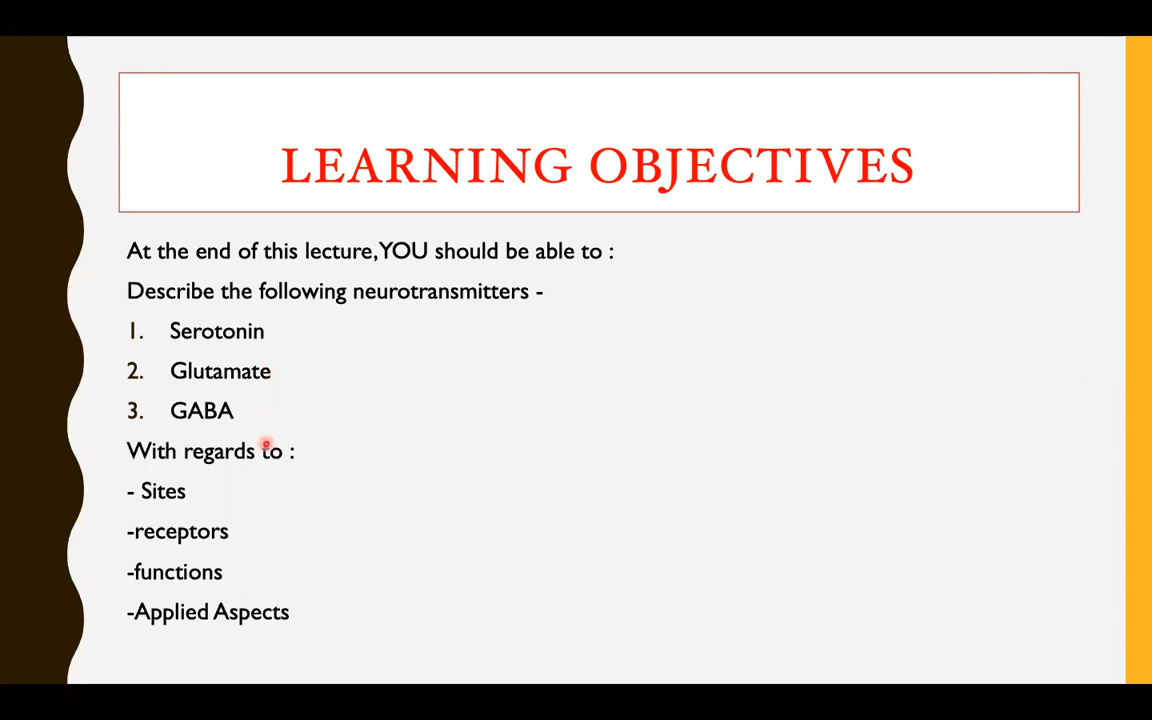 LEARNING OBJECTIVES
At the end of this lecture,YOU should be able to :
Describe the following neurotransmitters -
1. Serotonin
2. Glutamate
3. GABA
With regards to :
- Sites
-receptors
-functions
-Applied Aspects